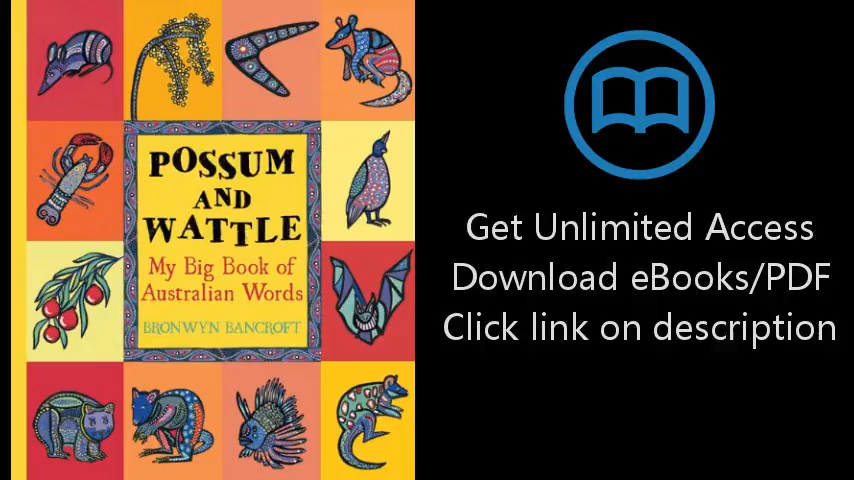 POSSUM
AND
WATTLE
My Big Book of
Australian Words
BRONWYN BANCROFT
Get Unlimited Access
Download eBooks/PDF
Click link on description